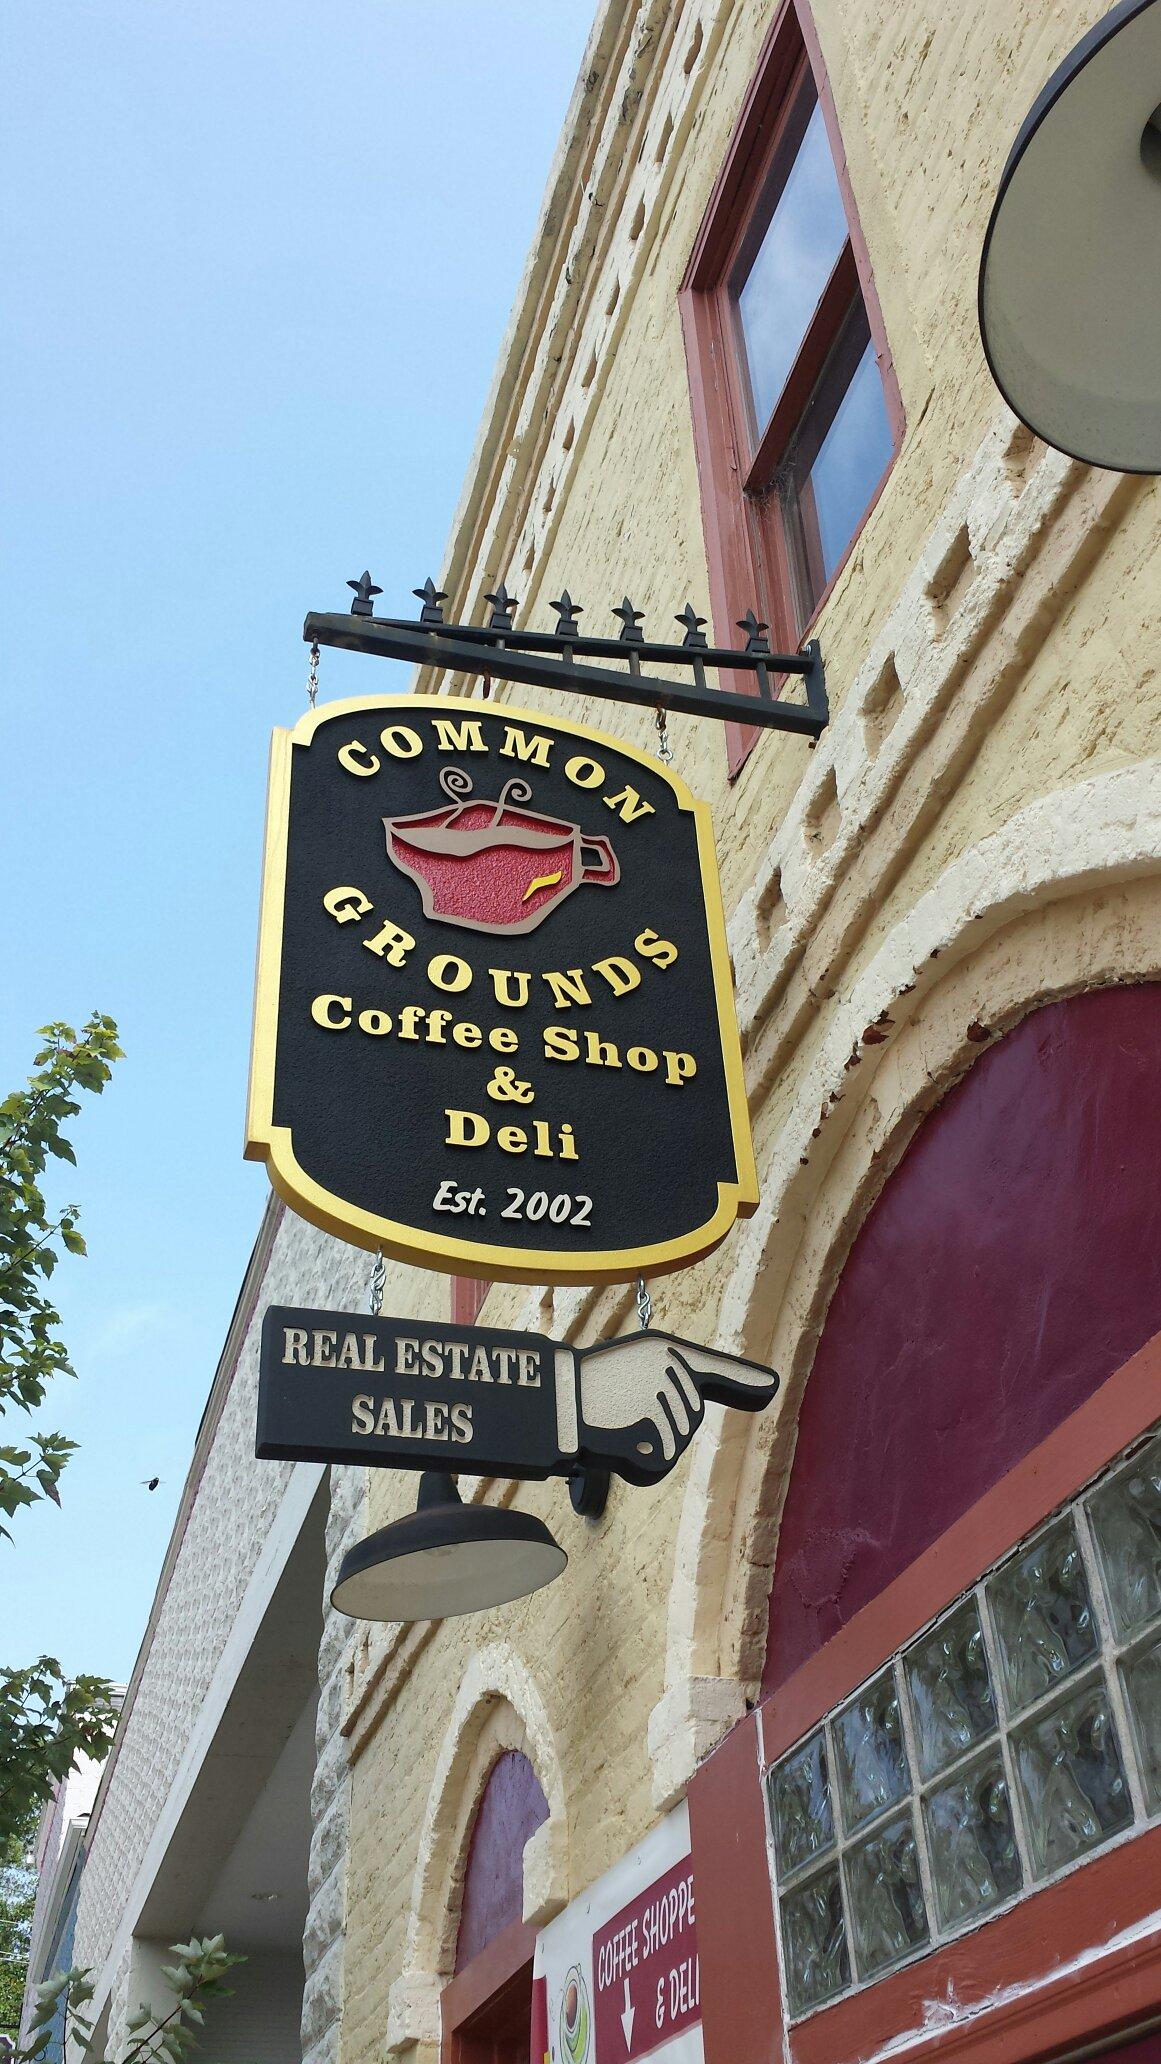 COMMON
GROUNDS
Coffee Shop
&
Deli
Est. 2002
REAL ESTATE
SALES
COFFEE SHOPPE
& DELI